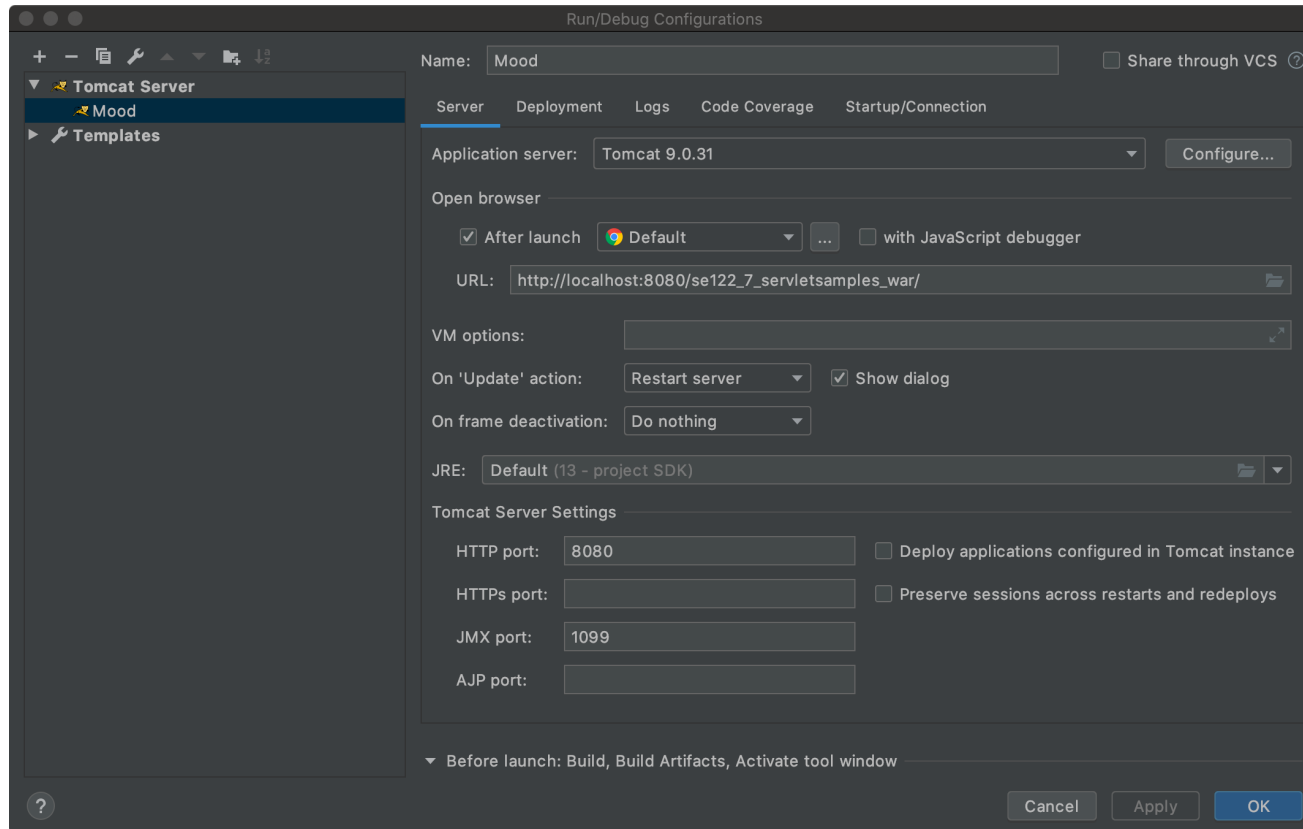 Run/Debug Configurations
Tomcat Server
Mood
Templates
Name: Mood Share through VCS ?
Server Deployment Logs Code Coverage Startup/Connection
Application server: Tomcat 9.0.31 Configure...
Open browser
After launch Default ... with JavaScript debugger
URL: http://localhost:8080/se122_7_servletsamples_war/
VM options:
On 'Update' action: Restart server Show dialog
On frame deactivation: Do nothing
JRE: Default (13 - project SDK)
Tomcat Server Settings
HTTP port: 8080 Deploy applications configured in Tomcat instance
HTTPs port: Preserve sessions across restarts and redeploys
JMX port: 1099
AJP port:
Before launch: Build, Build Artifacts, Activate tool window
? Cancel Apply OK